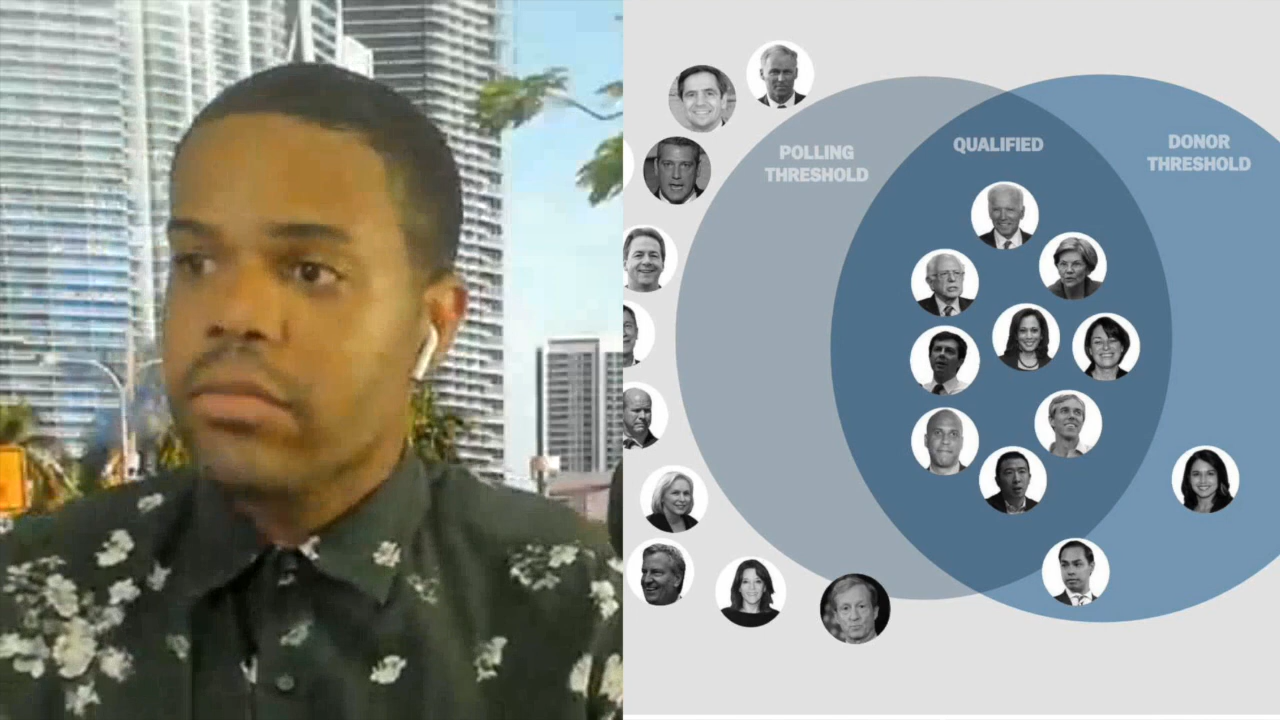 POLLING
THRESHOLD
QUALIFIED
DONOR
THRESHOLD